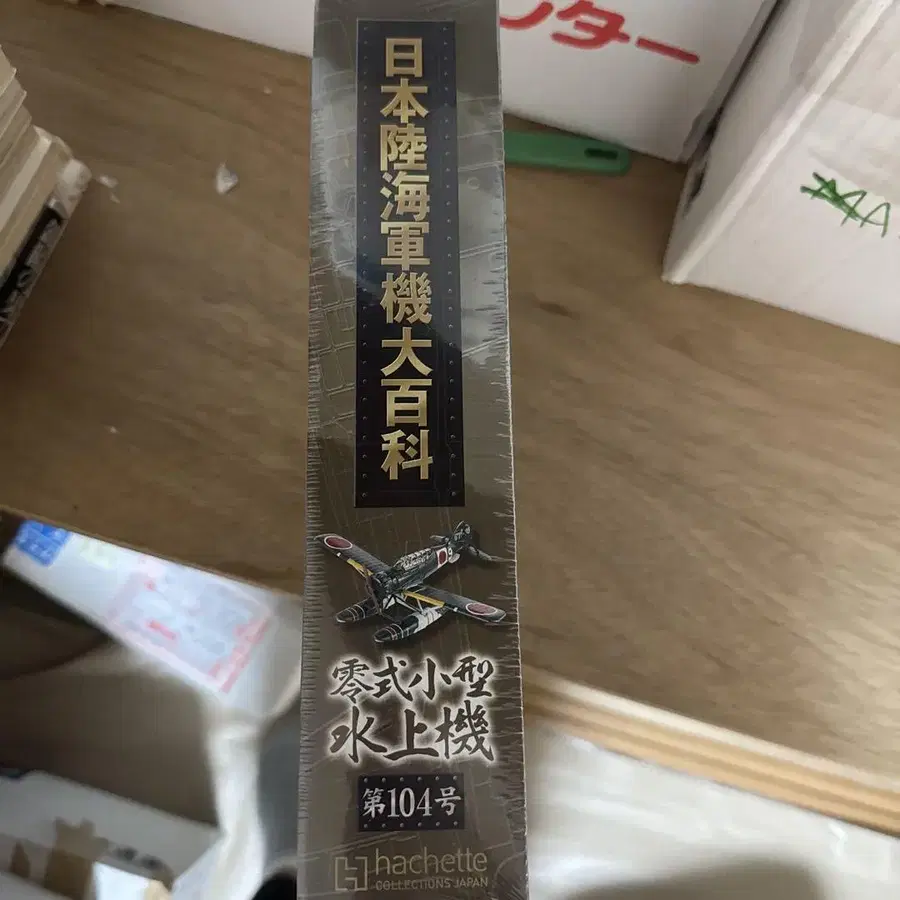 ンター
日本陸海軍機大百科
零式小型
水上機
第104号
hachette
COLLECTIONS JAPAN